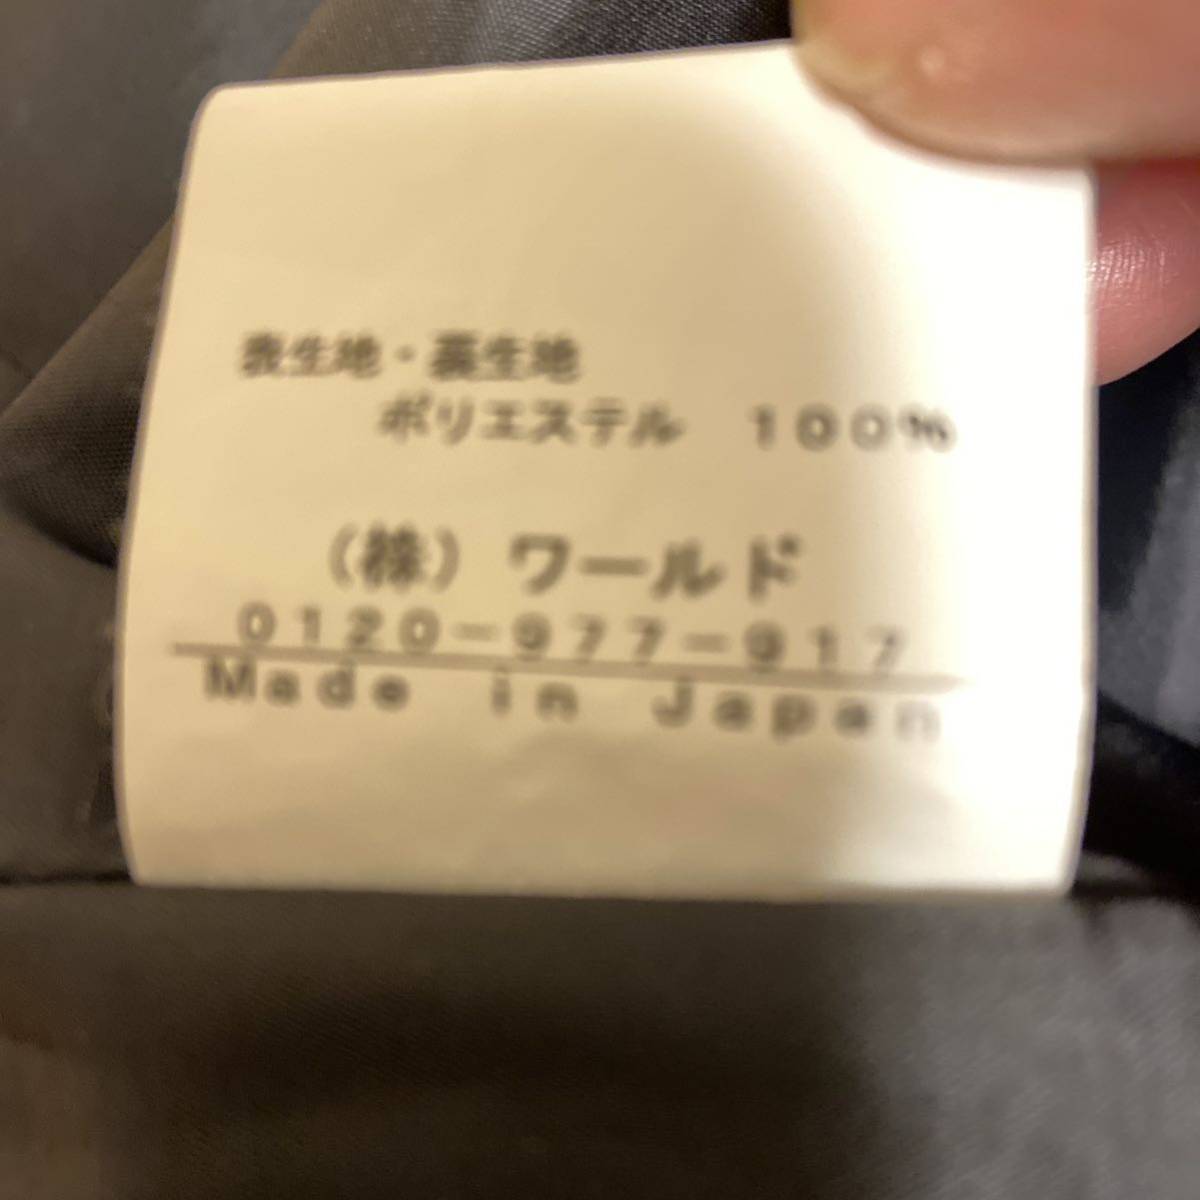 表生地・裏生地
ポリエステル 100%
(株)ワールド
0120-977-917
Made in Japan